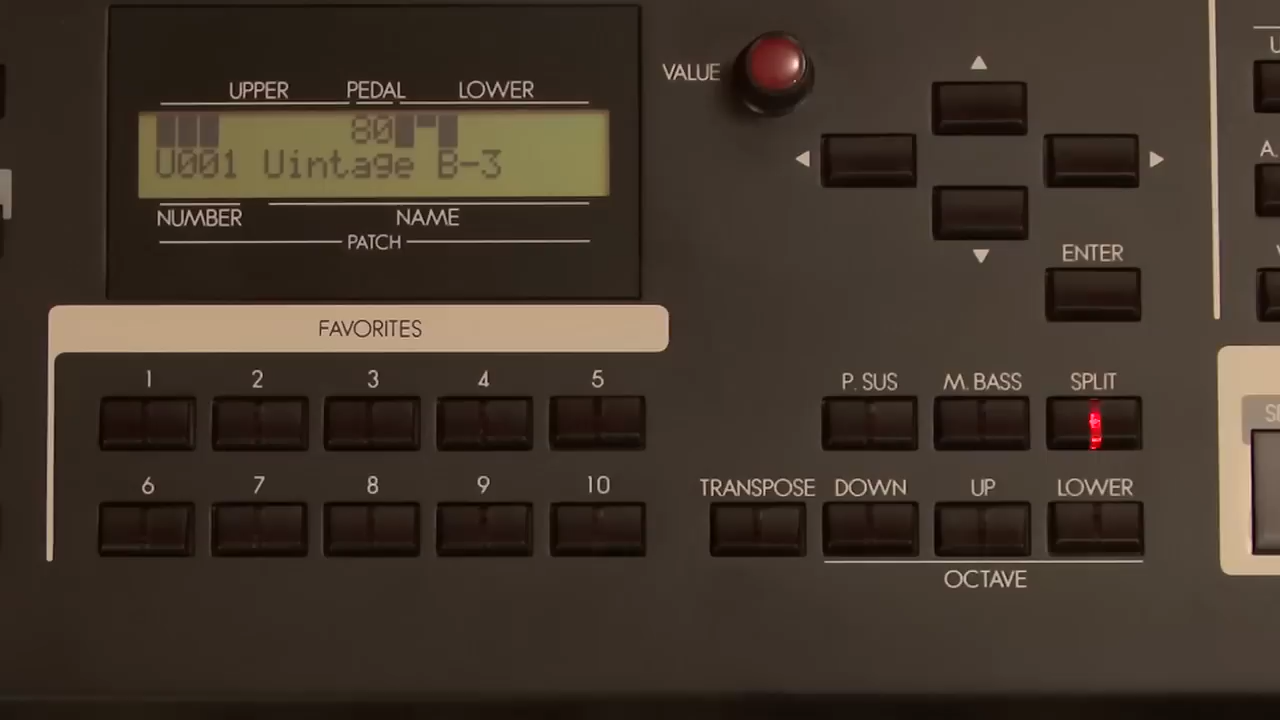 UPPER PEDAL LOWER
80
U001 Vintage B-3
NUMBER NAME
PATCH
VALUE
ENTER
FAVORITES
1 2 3 4 5
6 7 8 9 10
P. SUS M. BASS SPLIT
TRANSPOSE DOWN UP LOWER
OCTAVE